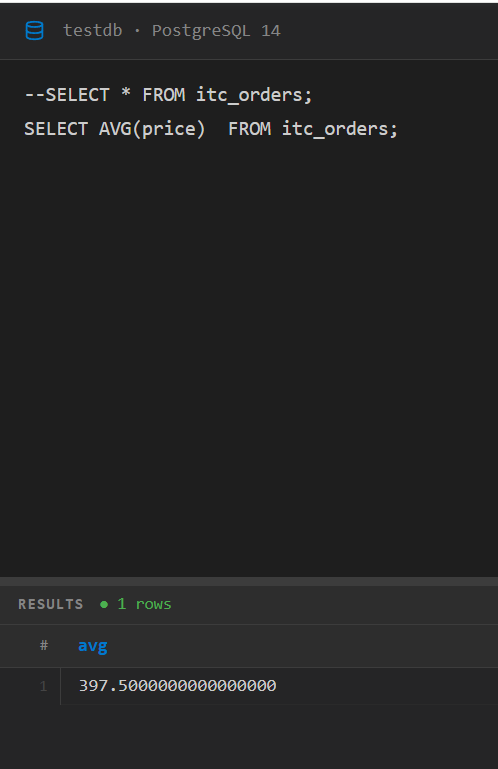 testdb · PostgreSQL 14
--SELECT * FROM itc_orders;
SELECT AVG(price)  FROM itc_orders;
RESULTS ● 1 rows
# avg
1 397.5000000000000000